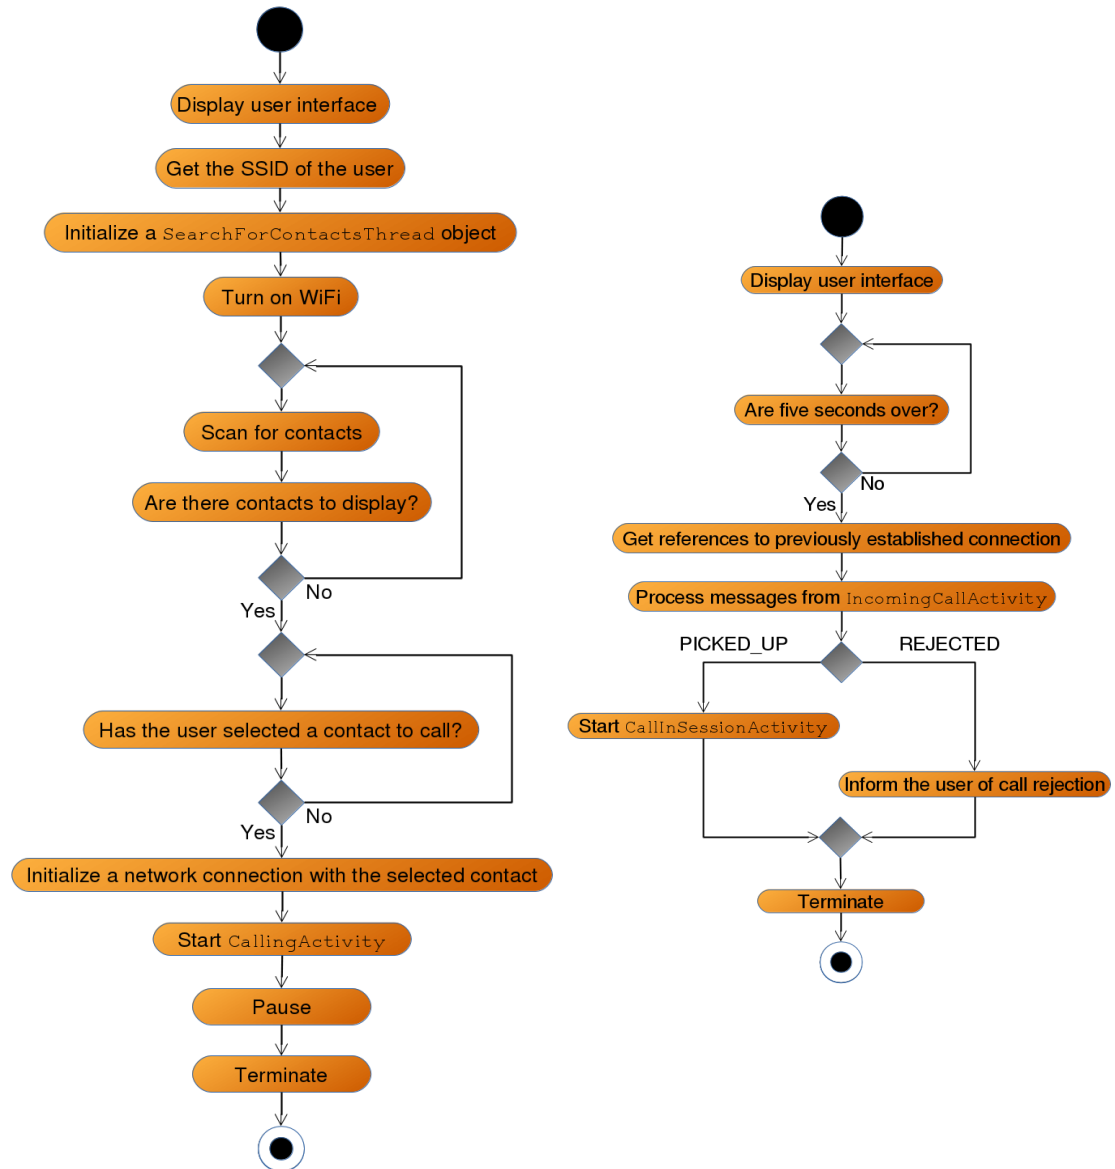 Display user interface
Get the SSID of the user
Initialize a SearchForContactsThread object
Turn on WiFi
Scan for contacts
Are there contacts to display?
No
Yes
Has the user selected a contact to call?
No
Yes
Initialize a network connection with the selected contact
Start CallingActivity
Pause
Terminate
Display user interface
Are five seconds over?
No
Yes
Get references to previously established connection
Process messages from IncomingCallActivity
PICKED_UP
REJECTED
Start CallInSessionActivity
Inform the user of call rejection
Terminate